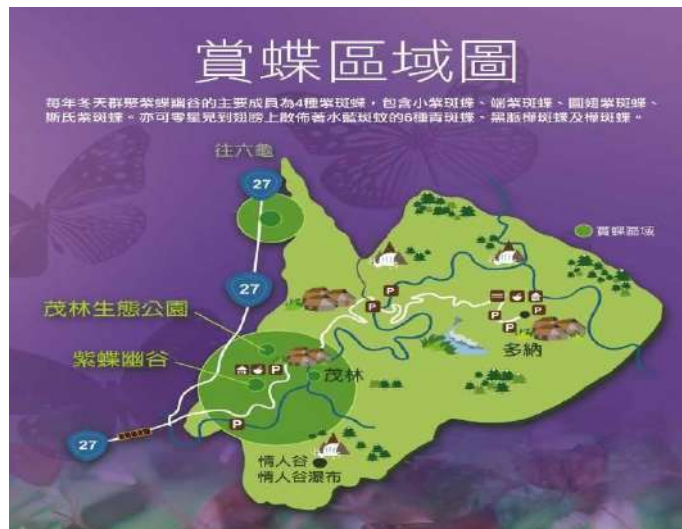 賞蝶區域圖
每年冬天群聚紫蝶幽谷的主要成員為4種紫斑蝶，包含小紫斑蝶、端紫斑蝶、圓翅紫斑蝶、
斯氏紫斑蝶。亦可零星見到翅膀上散佈著水藍斑紋的6種青斑蝶、黑脈樺斑蝶及樺斑蝶。
往六龜
27
賞蝶區域
27
P
茂林生態公園
P
P
P
P
多納
紫蝶幽谷
P
茂林
P
27
情人谷
情人谷瀑布